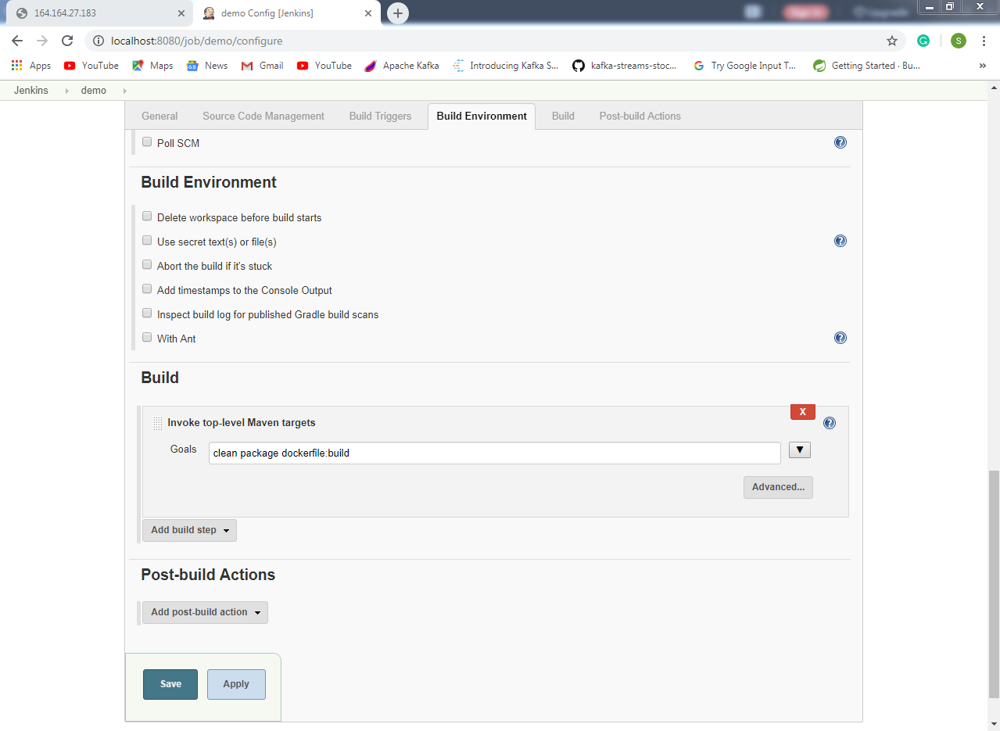 164.164.27.183
demo Config [Jenkins]
localhost:8080/job/demo/configure
S
Apps YouTube Maps News Gmail YouTube Apache Kafka Introducing Kafka S... kafka-streams-stoc... Try Google Input T... Getting Started · Bu... »
Jenkins demo
General Source Code Management Build Triggers Build Environment Build Post-build Actions
Poll SCM
Build Environment
Delete workspace before build starts
Use secret text(s) or file(s)
Abort the build if it's stuck
Add timestamps to the Console Output
Inspect build log for published Gradle build scans
With Ant
Build
X
Invoke top-level Maven targets
Goals clean package dockerfile:build
Advanced...
Add build step
Post-build Actions
Add post-build action
Save Apply